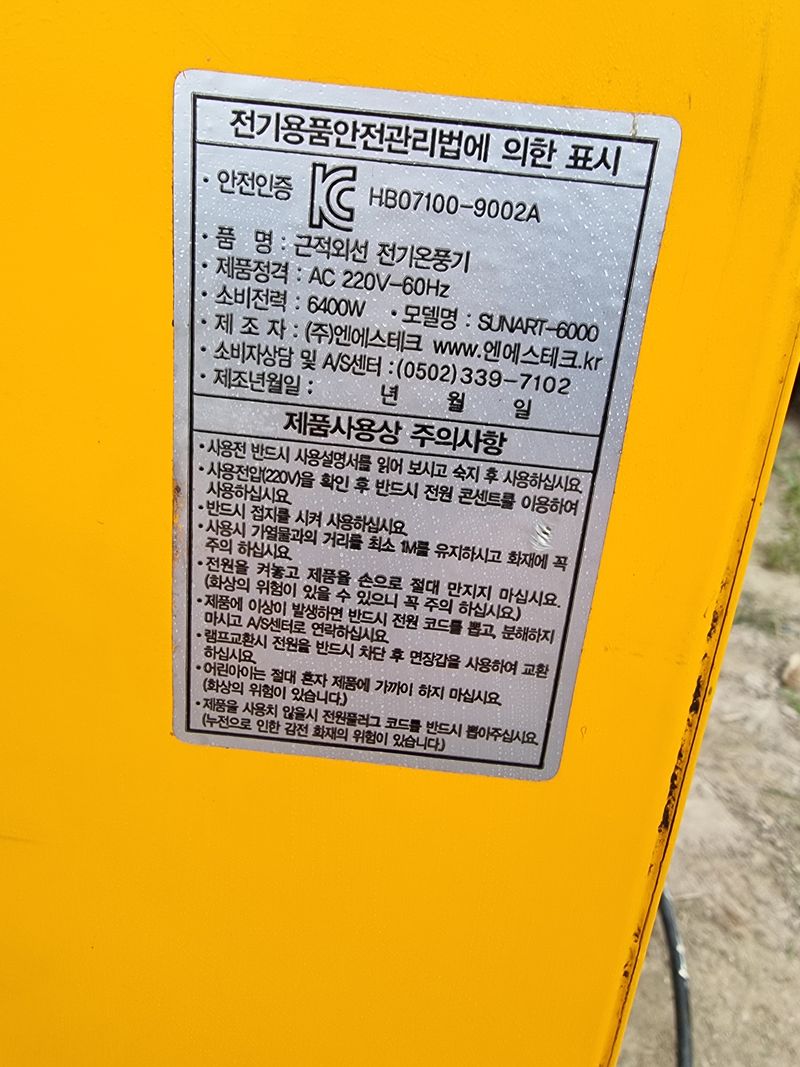 전기용품안전관리법에 의한 표시
· 안전인증 KC HB07100-9002A
· 품 명 : 근적외선 전기온풍기
· 제품정격 : AC 220V-60Hz
· 소비전력 : 6400W · 모델명 : SUNART-6000
· 제 조 자 : (주)엔에스테크 www.엔에스테크.kr
· 소비자상담 및 A/S센터 : (0502)339-7102
· 제조년월일 : 년 월 일
제품사용상 주의사항
· 사용전 반드시 사용설명서를 읽어 보시고 숙지 후 사용하십시요.
· 사용전압(220V)을 확인 후 반드시 전원 콘센트를 이용하여
사용하십시요.
· 반드시 접지를 시켜 사용하십시요.
· 사용시 가열물과의 거리를 최소 1M를 유지하시고 화재에 꼭
주의 하십시요.
· 전원을 켜놓고 제품을 손으로 절대 만지지 마십시요.
(화상의 위험이 있을 수 있으니 꼭 주의 하십시요.)
· 제품에 이상이 발생하면 반드시 전원 코드를 뽑고, 분해하지
마시고 A/S센터로 연락하십시요.
· 램프교환시 전원을 반드시 차단 후 면장갑을 사용하여 교환
하십시요.
· 어린아이는 절대 혼자 제품에 가까이 하지 마십시요.
(화상의 위험이 있습니다.)
· 제품을 사용치 않을시 전원플러그 코드를 반드시 뽑아주십시요.
(누전으로 인한 감전 화재의 위험이 있습니다.)